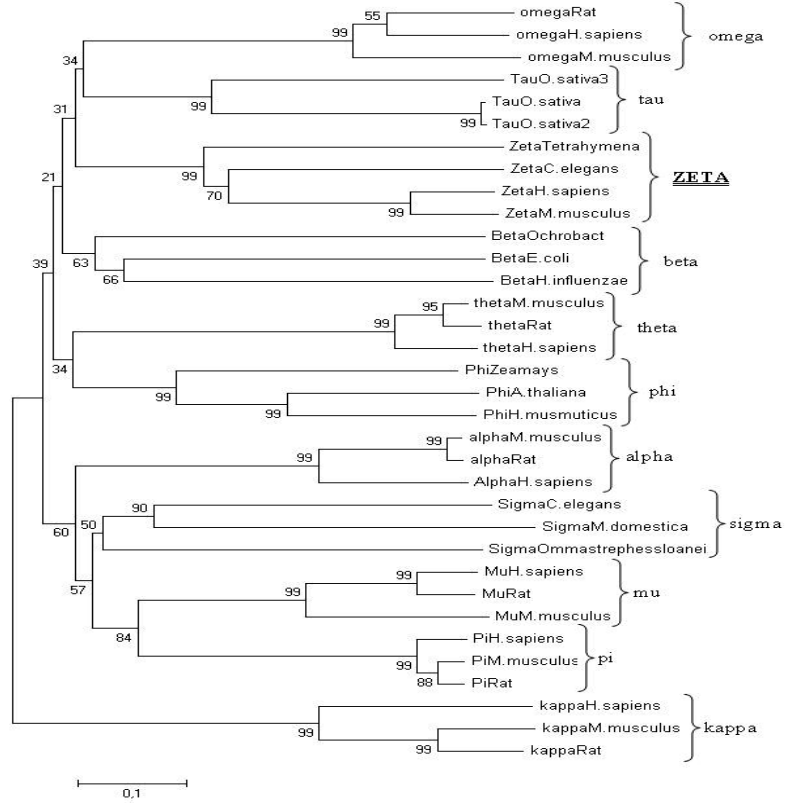 omegaRat
55
99
omegaH.sapiens
omega
omegaM.musculus
34
TauO.sativa3
99
TauO.sativa
tau
31
99
TauO.sativa2
ZetaTetrahymena
99
ZetaC.elegans
21
70
ZetaH.sapiens
ZETA
99
ZetaM.musculus
BetaOchrobact
63
BetaE.coli
beta
39
66
BetaH.influenzae
95
thetaM.musculus
99
thetaRat
theta
thetaH.sapiens
34
PhiZeamays
99
PhiA.thaliana
phi
99
PhiH.musmuticus
99
alphaM.musculus
99
alphaRat
alpha
AlphaH.sapiens
90
SigmaC.elegans
60
50
SigmaM.domestica
sigma
SigmaOmmastrephessloanei
99
MuH.sapiens
57
99
MuRat
mu
MuM.musculus
84
PiH.sapiens
99
PiM.musculus
pi
88
PiRat
kappaH.sapiens
99
kappaM.musculus
kappa
99
kappaRat
0,1